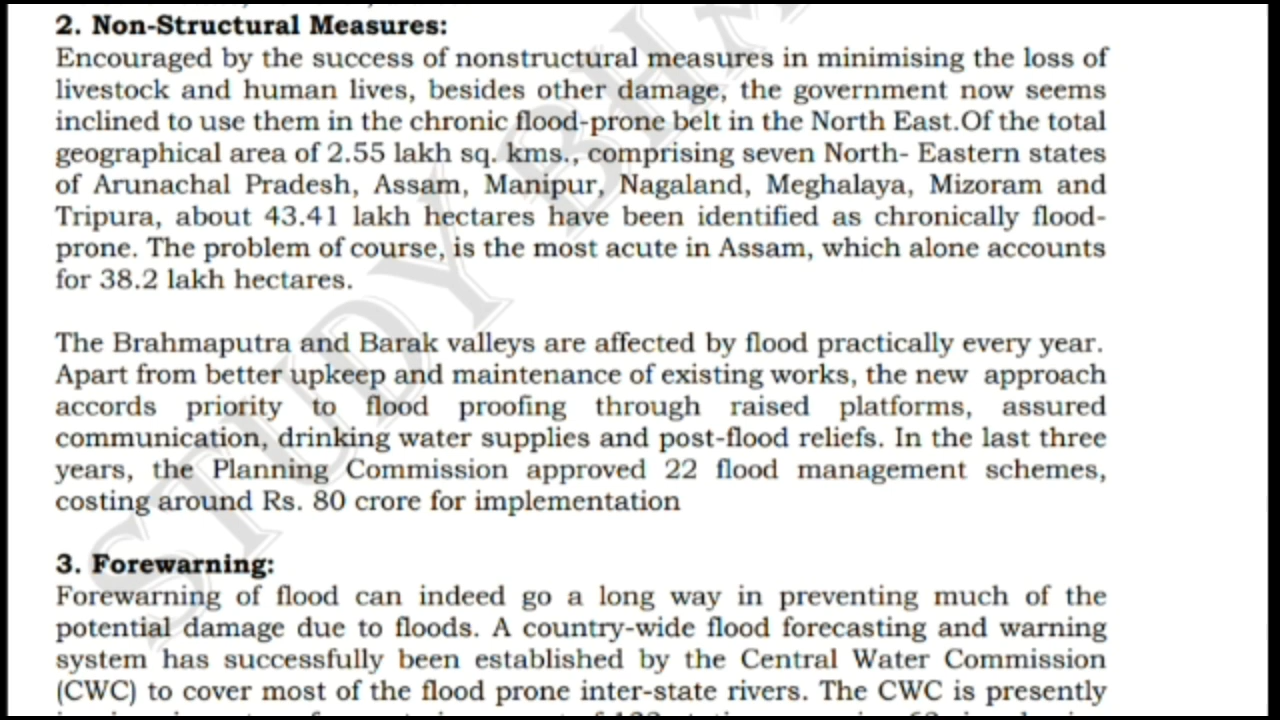 2. Non-Structural Measures:
Encouraged by the success of nonstructural measures in minimising the loss of
livestock and human lives, besides other damage, the government now seems
inclined to use them in the chronic flood-prone belt in the North East.Of the total
geographical area of 2.55 lakh sq. kms., comprising seven North- Eastern states
of Arunachal Pradesh, Assam, Manipur, Nagaland, Meghalaya, Mizoram and
Tripura, about 43.41 lakh hectares have been identified as chronically flood-
prone. The problem of course, is the most acute in Assam, which alone accounts
for 38.2 lakh hectares.
The Brahmaputra and Barak valleys are affected by flood practically every year.
Apart from better upkeep and maintenance of existing works, the new approach
accords priority to flood proofing through raised platforms, assured
communication, drinking water supplies and post-flood reliefs. In the last three
years, the Planning Commission approved 22 flood management schemes,
costing around Rs. 80 crore for implementation
3. Forewarning:
Forewarning of flood can indeed go a long way in preventing much of the
potential damage due to floods. A country-wide flood forecasting and warning
system has successfully been established by the Central Water Commission
(CWC) to cover most of the flood prone inter-state rivers. The CWC is presently
STUDY